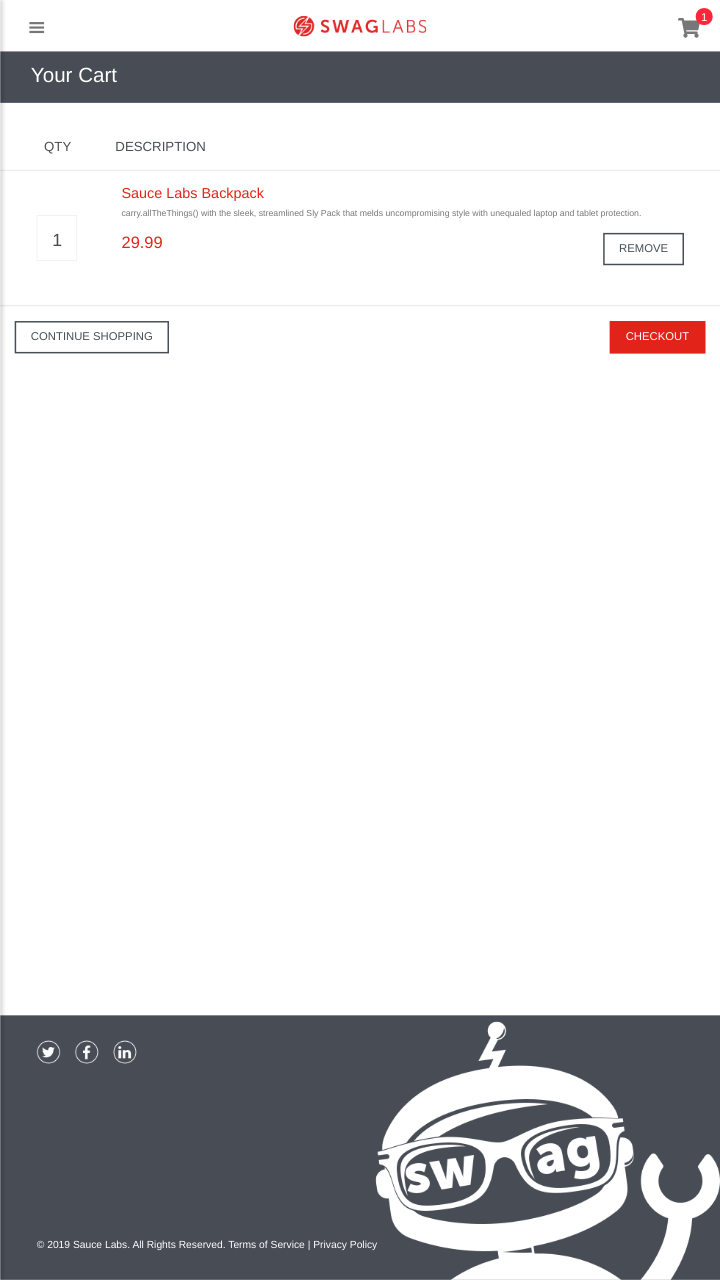 SWAGLABS
1
Your Cart
QTY DESCRIPTION
Sauce Labs Backpack
carry.allTheThings() with the sleek, streamlined Sly Pack that melds uncompromising style with unequaled laptop and tablet protection.
1
29.99
REMOVE
CONTINUE SHOPPING
CHECKOUT
swag
© 2019 Sauce Labs. All Rights Reserved. Terms of Service | Privacy Policy